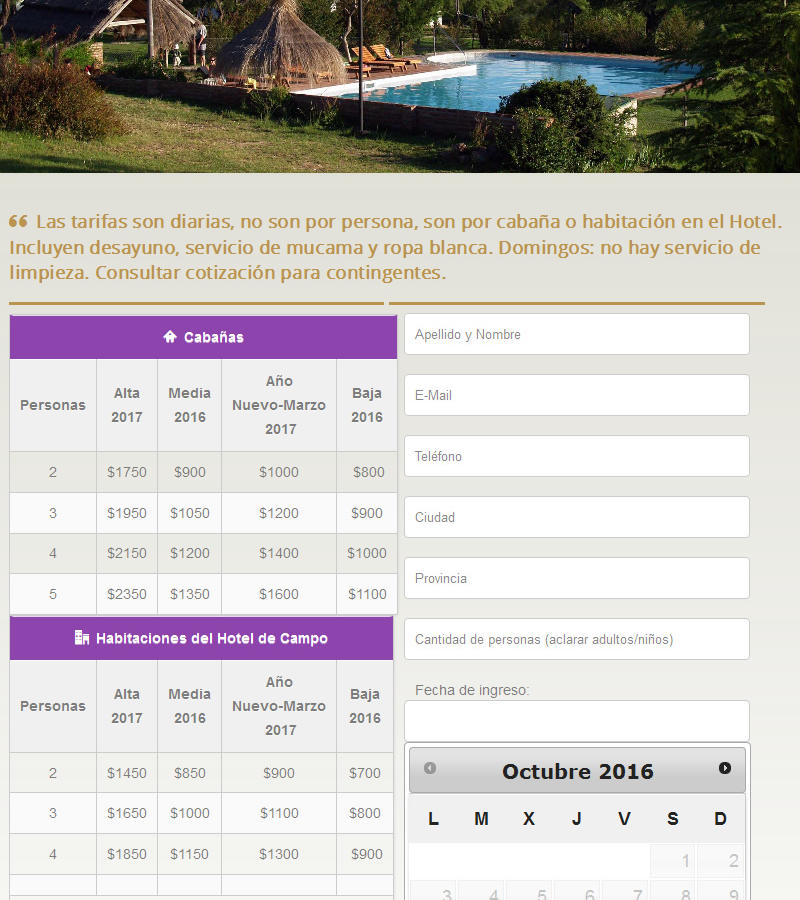 Las tarifas son diarias, no son por persona, son por cabaña o habitación en el Hotel.
Incluyen desayuno, servicio de mucama y ropa blanca. Domingos: no hay servicio de
limpieza. Consultar cotización para contingentes.
Cabañas
Personas Alta 2017 Media 2016 Año Nuevo-Marzo 2017 Baja 2016
2 $1750 $900 $1000 $800
3 $1950 $1050 $1200 $900
4 $2150 $1200 $1400 $1000
5 $2350 $1350 $1600 $1100
Habitaciones del Hotel de Campo
Personas Alta 2017 Media 2016 Año Nuevo-Marzo 2017 Baja 2016
2 $1450 $850 $900 $700
3 $1650 $1000 $1100 $800
4 $1850 $1150 $1300 $900
Apellido y Nombre
E-Mail
Teléfono
Ciudad
Provincia
Cantidad de personas (aclarar adultos/niños)
Fecha de ingreso:
Octubre 2016
L M X J V S D
1 2
3 4 5 6 7 8 9